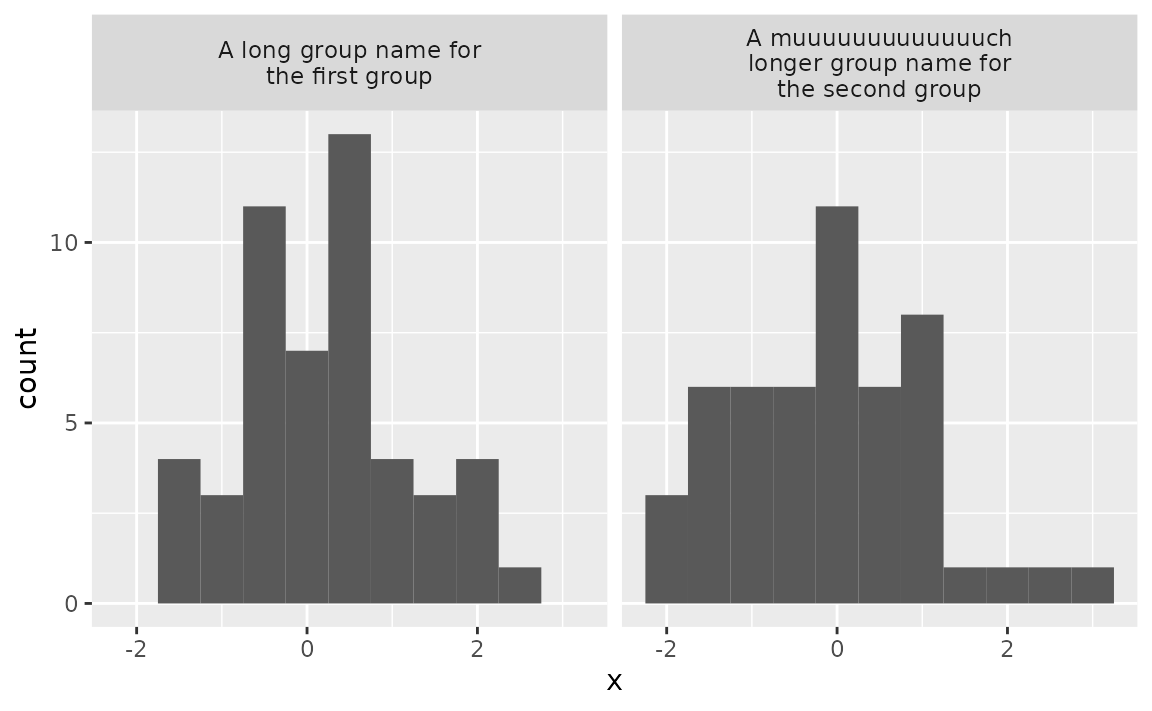 A long group name for
the first group
A muuuuuuuuuuuuuch
longer group name for
the second group
10
5
0
count
-2
0
2
-2
0
2
x